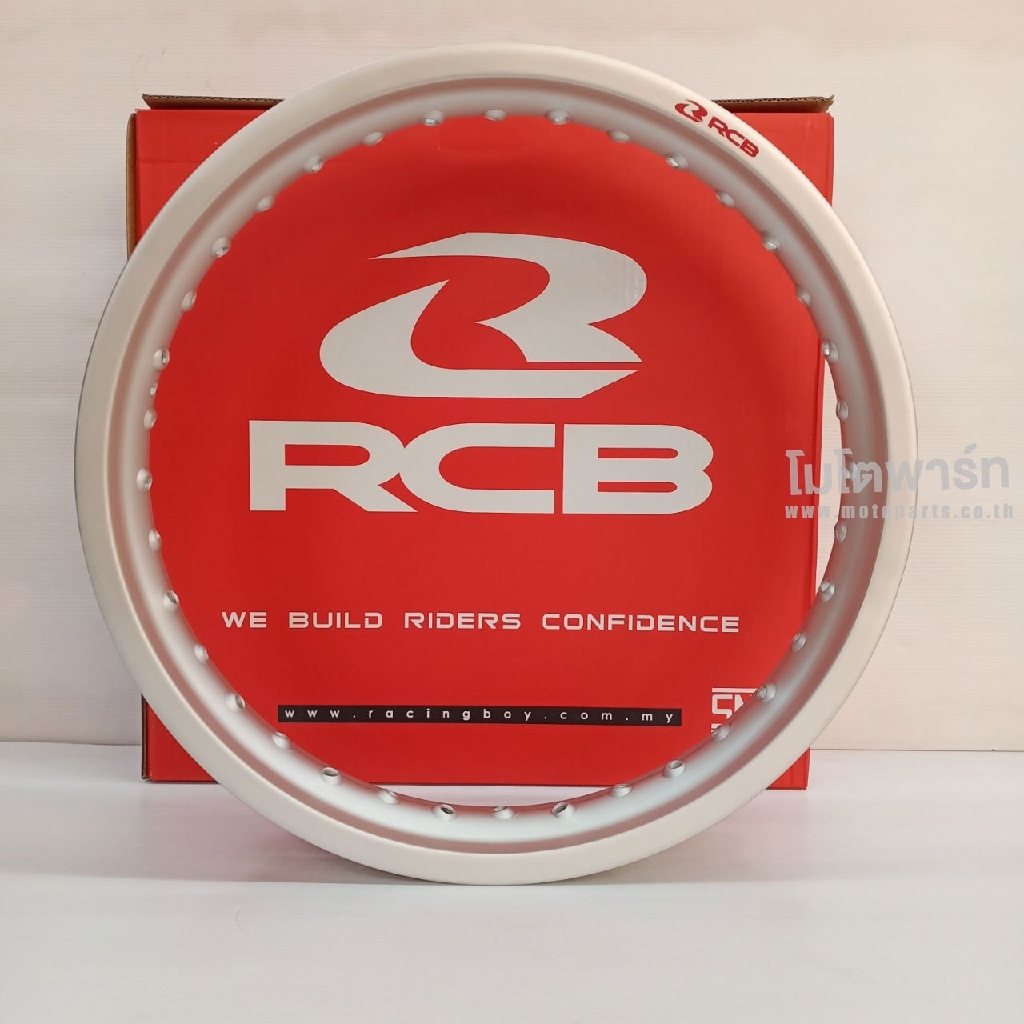 RCB
RCB
โมโตพาร์ท
www.motoparts.co.th
WE BUILD RIDERS CONFIDENCE
www.racingboy.com.my